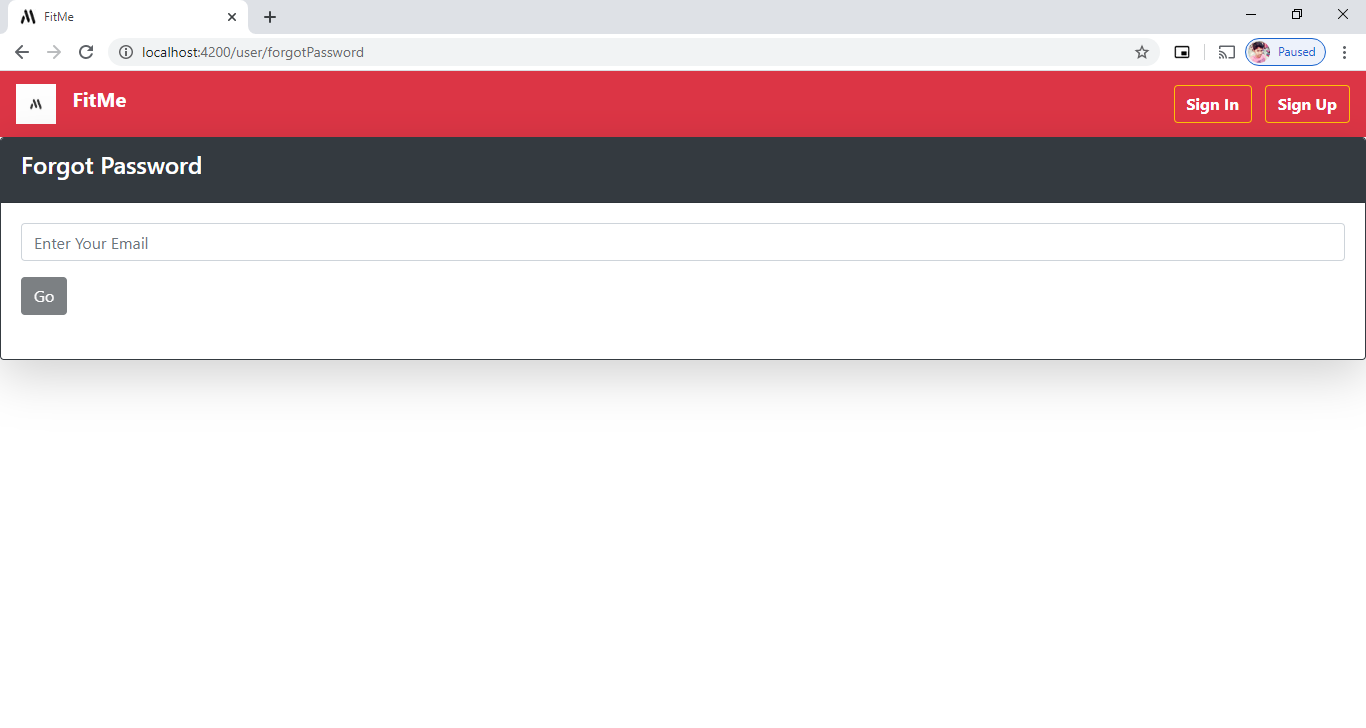 FitMe
localhost:4200/user/forgotPassword
Paused
FitMe
Sign In
Sign Up
Forgot Password
Enter Your Email
Go